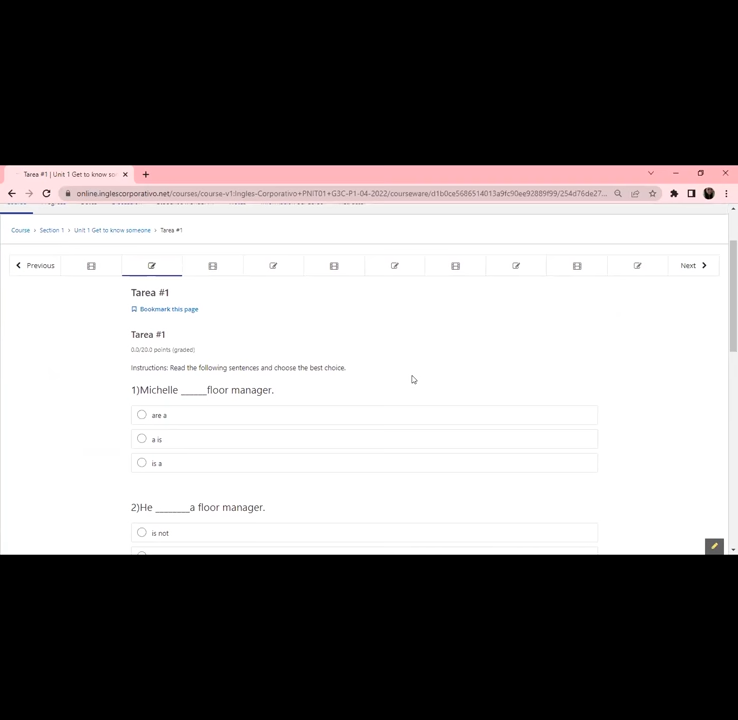 Tarea #1 | Unit 1 Get to know so
online.inglescorporativo.net/courses/course-v1:Ingles-Corporativo+PNIT01+G3C-P1-04-2022/courseware/d1b0ce5686514013a9fc90ee92889f99/254d76de27...
Course > Section 1 > Unit 1 Get to know someone > Tarea #1
Previous
Next
Tarea #1
Bookmark this page
Tarea #1
0.0/20.0 points (graded)
Instructions: Read the following sentences and choose the best choice.
1)Michelle _____floor manager.
are a
a is
is a
2)He _______a floor manager.
is not